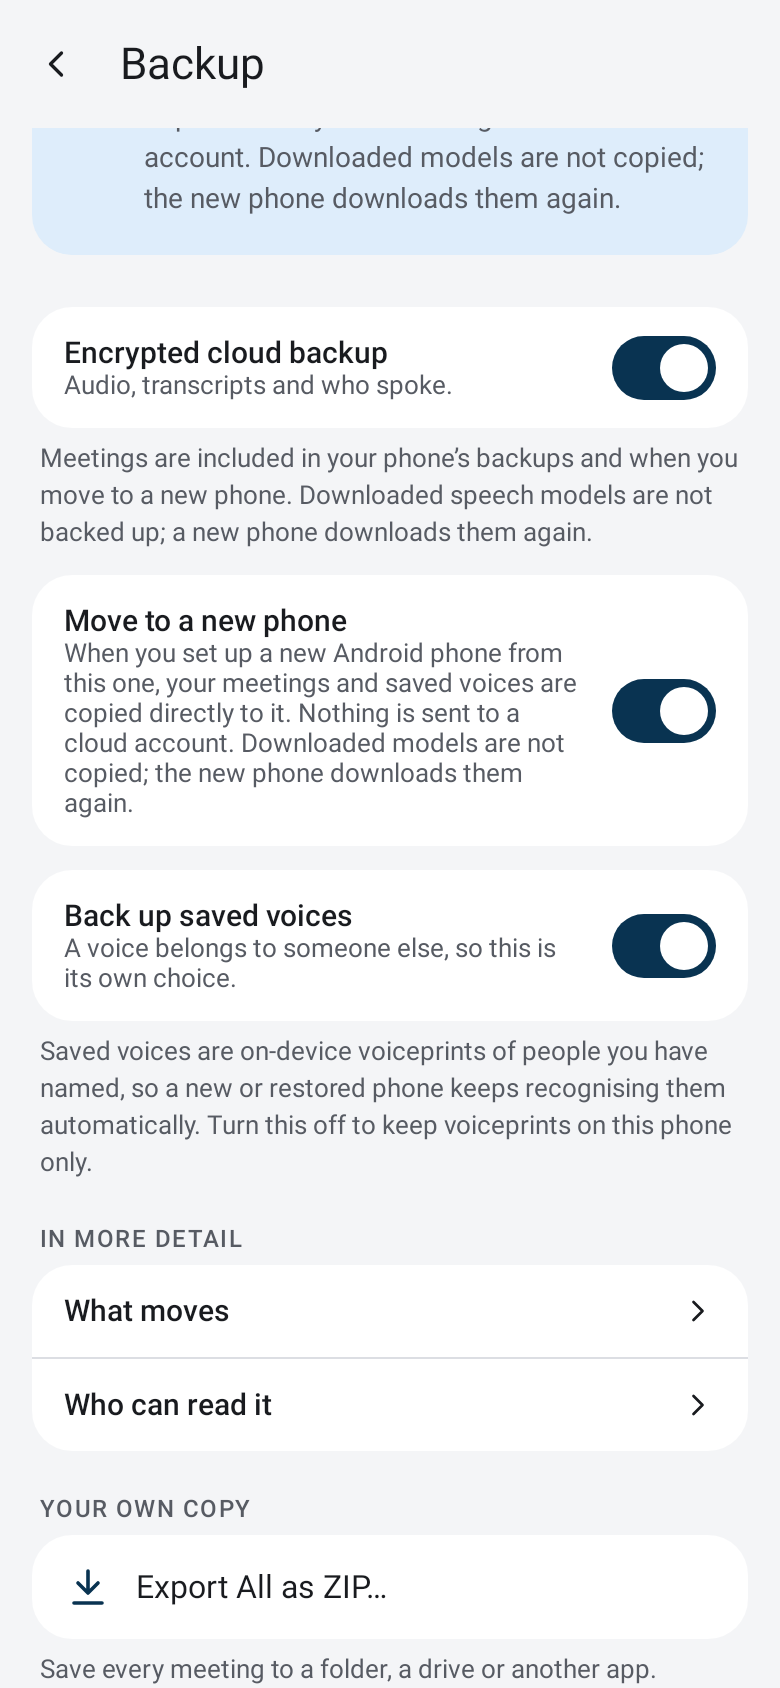 Backup
account. Downloaded models are not copied;
the new phone downloads them again.
Encrypted cloud backup
Audio, transcripts and who spoke.
Meetings are included in your phone’s backups and when you
move to a new phone. Downloaded speech models are not
backed up; a new phone downloads them again.
Move to a new phone
When you set up a new Android phone from
this one, your meetings and saved voices are
copied directly to it. Nothing is sent to a
cloud account. Downloaded models are not
copied; the new phone downloads them
again.
Back up saved voices
A voice belongs to someone else, so this is
its own choice.
Saved voices are on-device voiceprints of people you have
named, so a new or restored phone keeps recognising them
automatically. Turn this off to keep voiceprints on this phone
only.
IN MORE DETAIL
What moves
Who can read it
YOUR OWN COPY
Export All as ZIP…
Save every meeting to a folder, a drive or another app.